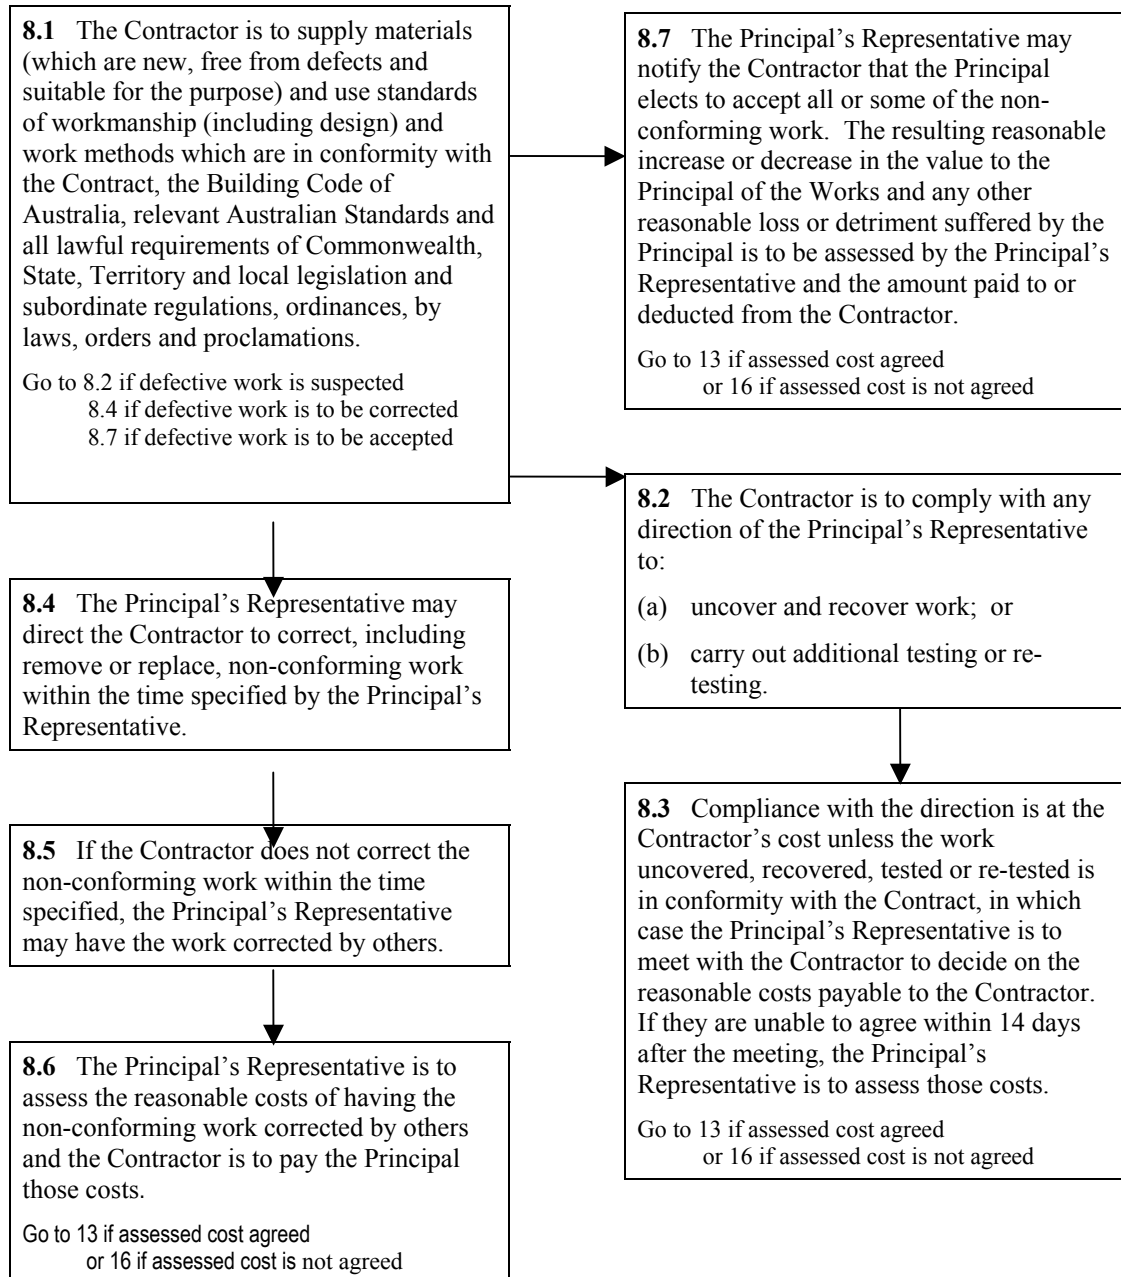 8.1 The Contractor is to supply materials
(which are new, free from defects and
suitable for the purpose) and use standards
of workmanship (including design) and
work methods which are in conformity with
the Contract, the Building Code of
Australia, relevant Australian Standards and
all lawful requirements of Commonwealth,
State, Territory and local legislation and
subordinate regulations, ordinances, by
laws, orders and proclamations.
Go to 8.2 if defective work is suspected
8.4 if defective work is to be corrected
8.7 if defective work is to be accepted
8.4 The Principal’s Representative may
direct the Contractor to correct, including
remove or replace, non-conforming work
within the time specified by the Principal’s
Representative.
8.5 If the Contractor does not correct the
non-conforming work within the time
specified, the Principal’s Representative
may have the work corrected by others.
8.6 The Principal’s Representative is to
assess the reasonable costs of having the
non-conforming work corrected by others
and the Contractor is to pay the Principal
those costs.
Go to 13 if assessed cost agreed
or 16 if assessed cost is not agreed
8.7 The Principal’s Representative may
notify the Contractor that the Principal
elects to accept all or some of the non-
conforming work. The resulting reasonable
increase or decrease in the value to the
Principal of the Works and any other
reasonable loss or detriment suffered by the
Principal is to be assessed by the Principal’s
Representative and the amount paid to or
deducted from the Contractor.
Go to 13 if assessed cost agreed
or 16 if assessed cost is not agreed
8.2 The Contractor is to comply with any
direction of the Principal’s Representative
to:
(a) uncover and recover work; or
(b) carry out additional testing or re-
testing.
8.3 Compliance with the direction is at the
Contractor’s cost unless the work
uncovered, recovered, tested or re-tested is
in conformity with the Contract, in which
case the Principal’s Representative is to
meet with the Contractor to decide on the
reasonable costs payable to the Contractor.
If they are unable to agree within 14 days
after the meeting, the Principal’s
Representative is to assess those costs.
Go to 13 if assessed cost agreed
or 16 if assessed cost is not agreed